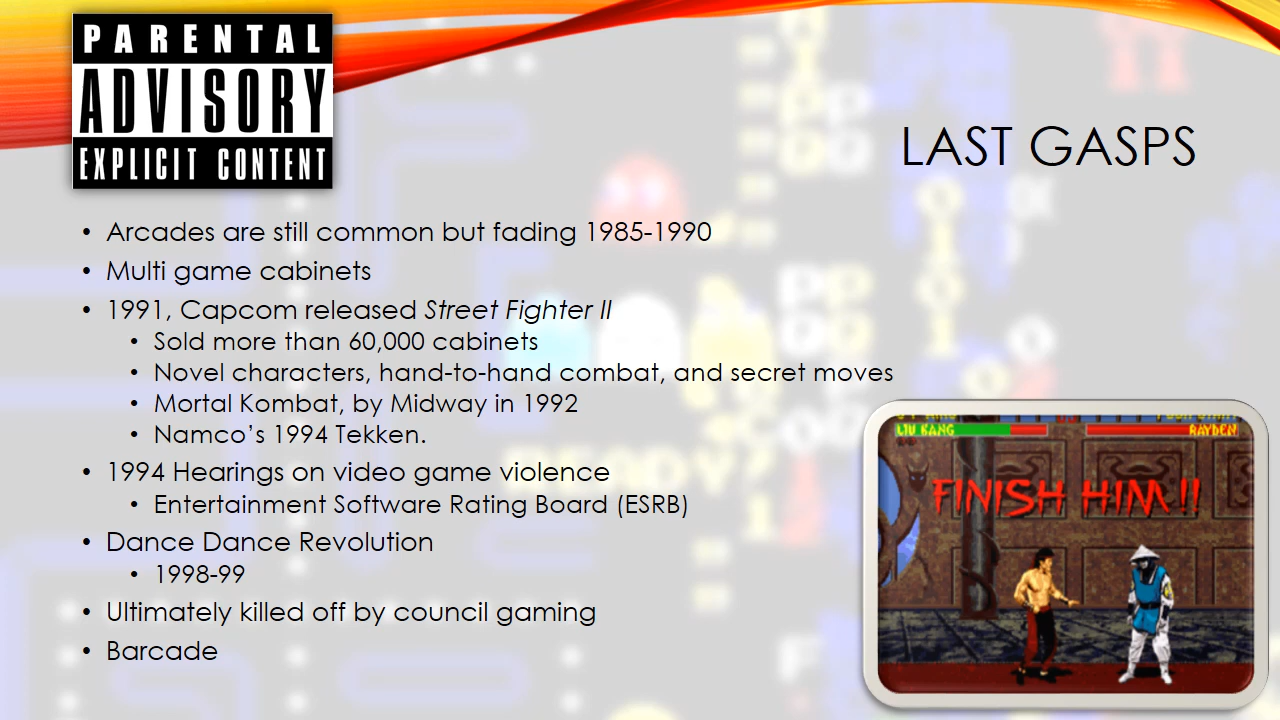 PARENTAL
ADVISORY
EXPLICIT CONTENT
LAST GASPS
• Arcades are still common but fading 1985-1990
• Multi game cabinets
• 1991, Capcom released Street Fighter II
• Sold more than 60,000 cabinets
• Novel characters, hand-to-hand combat, and secret moves
• Mortal Kombat, by Midway in 1992
• Namco’s 1994 Tekken.
• 1994 Hearings on video game violence
• Entertainment Software Rating Board (ESRB)
• Dance Dance Revolution
• 1998-99
• Ultimately killed off by council gaming
• Barcade
LIU KANG
RAYDEN
FINISH HIM!!
READY